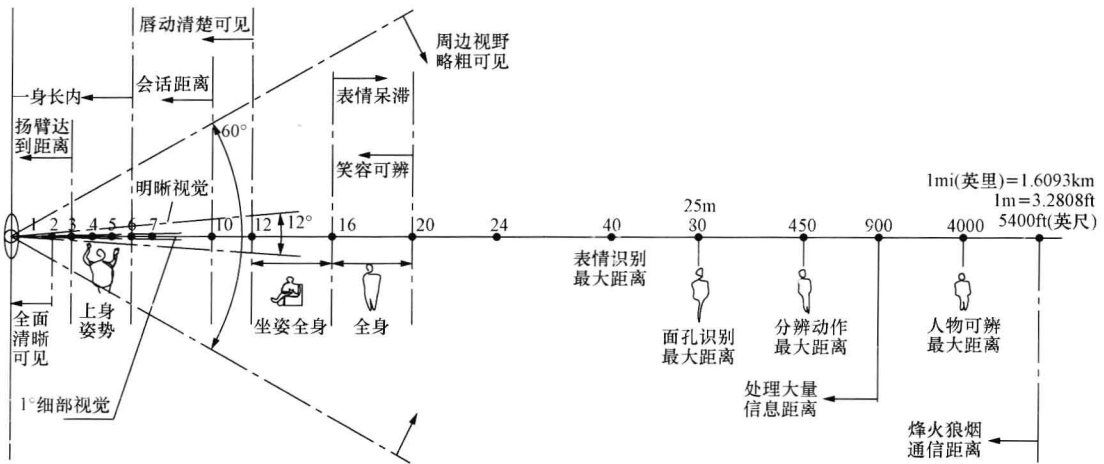 唇动清楚可见
周边视野
略粗可见
会话距离
一身长内
表情呆滞
扬臂达
到距离
60°
笑容可辨
明晰视觉
1mi(英里)=1.6093km
1m=3.2808ft
5400ft(英尺)
25m
1 2 3 4 5 6 7 10 12 12° 16 20 24 40 30 450 900 4000
表情识别
最大距离
上身
姿势
坐姿全身
全身
全面
清晰
可见
面孔识别
最大距离
分辨动作
最大距离
人物可辨
最大距离
处理大量
信息距离
1°细部视觉
烽火狼烟
通信距离